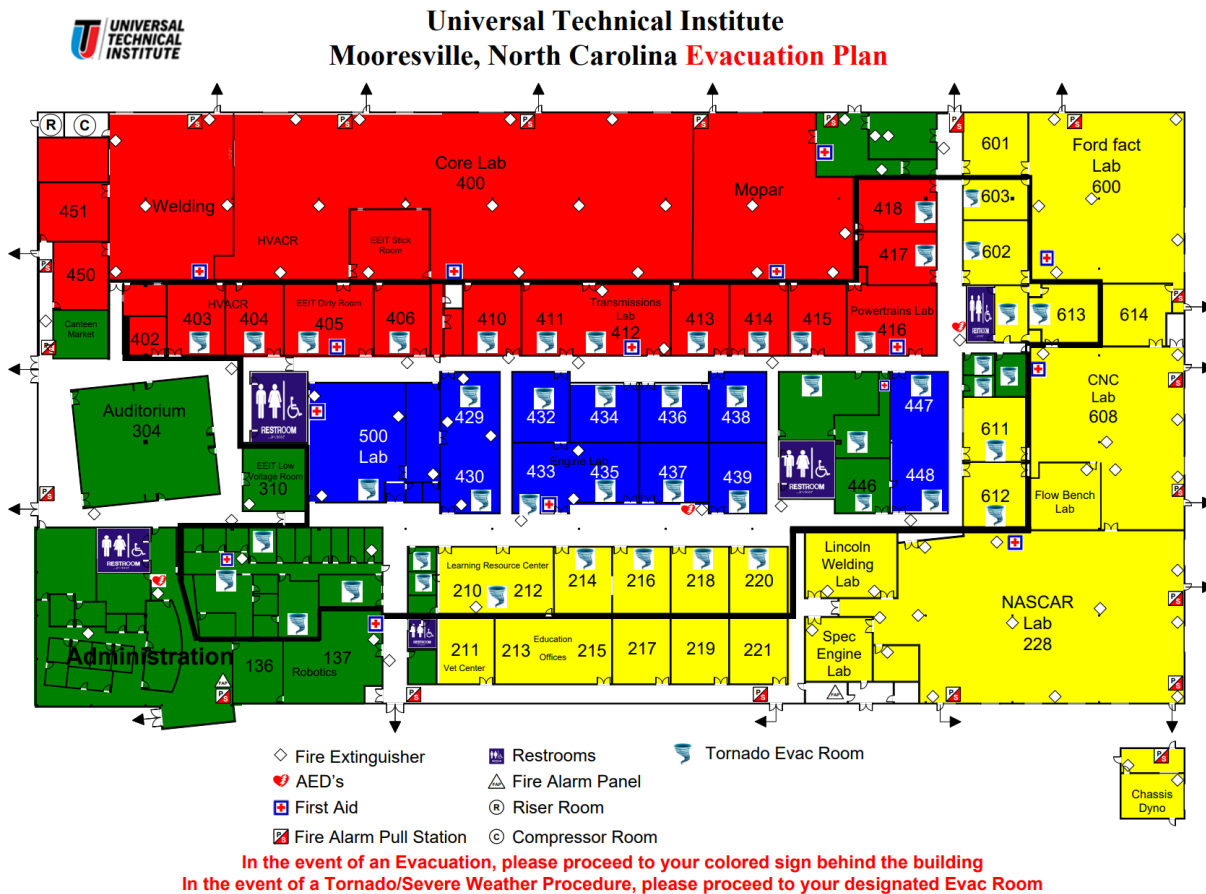 UNIVERSAL
TECHNICAL
INSTITUTE
Universal Technical Institute
Mooresville, North Carolina Evacuation Plan
R
C
451
450
Canteen
Market
Welding
Core Lab
400
HVACR
EEIT Stick
Room
Mopar
418
417
601
603
602
Ford fact
Lab
600
402
HVACR
403
404
EEIT Dirty Room
405
406
410
411
Transmissions
Lab
412
413
414
415
Powertrains Lab
416
RESTROOM
613
614
Auditorium
304
RESTROOM
EEIT Low
Voltage Room
310
500
Lab
429
430
432
434
436
438
433
Engine Lab
435
437
439
RESTROOM
446
447
448
611
612
CNC
Lab
608
Flow Bench
Lab
RESTROOM
Administration
136
137
Robotics
Learning Resource Center
210
212
214
216
218
220
RESTROOM
211
Vet Center
213
Education
Offices
215
217
219
221
Lincoln
Welding
Lab
Spec
Engine
Lab
NASCAR
Lab
228
FAP
FAP
Chassis
Dyno
Fire Extinguisher
Restrooms
Tornado Evac Room
AED's
FAP
Fire Alarm Panel
First Aid
R
Riser Room
PS
Fire Alarm Pull Station
C
Compressor Room
In the event of an Evacuation, please proceed to your colored sign behind the building
In the event of a Tornado/Severe Weather Procedure, please proceed to your designated Evac Room